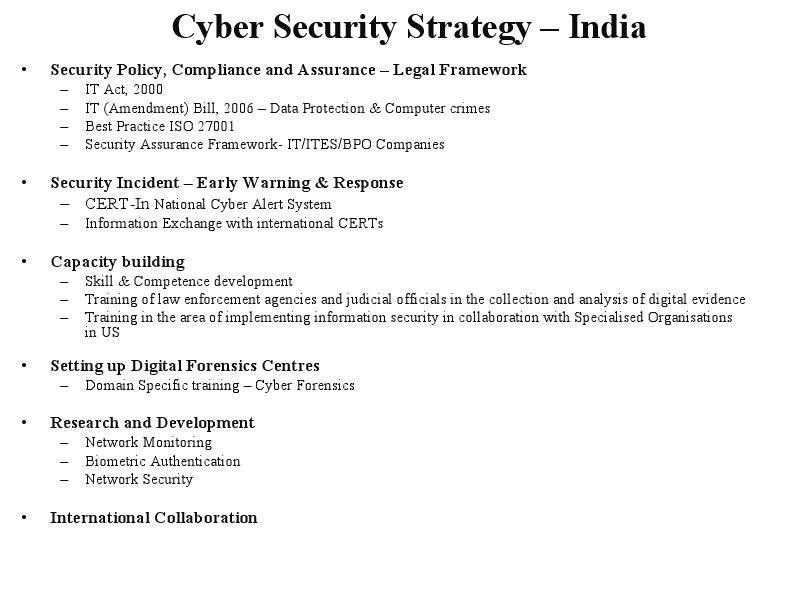 Cyber Security Strategy – India
• Security Policy, Compliance and Assurance – Legal Framework
– IT Act, 2000
– IT (Amendment) Bill, 2006 – Data Protection & Computer crimes
– Best Practice ISO 27001
– Security Assurance Framework- IT/ITES/BPO Companies
• Security Incident – Early Warning & Response
– CERT-In National Cyber Alert System
– Information Exchange with international CERTs
• Capacity building
– Skill & Competence development
– Training of law enforcement agencies and judicial officials in the collection and analysis of digital evidence
– Training in the area of implementing information security in collaboration with Specialised Organisations
in US
• Setting up Digital Forensics Centres
– Domain Specific training – Cyber Forensics
• Research and Development
– Network Monitoring
– Biometric Authentication
– Network Security
• International Collaboration